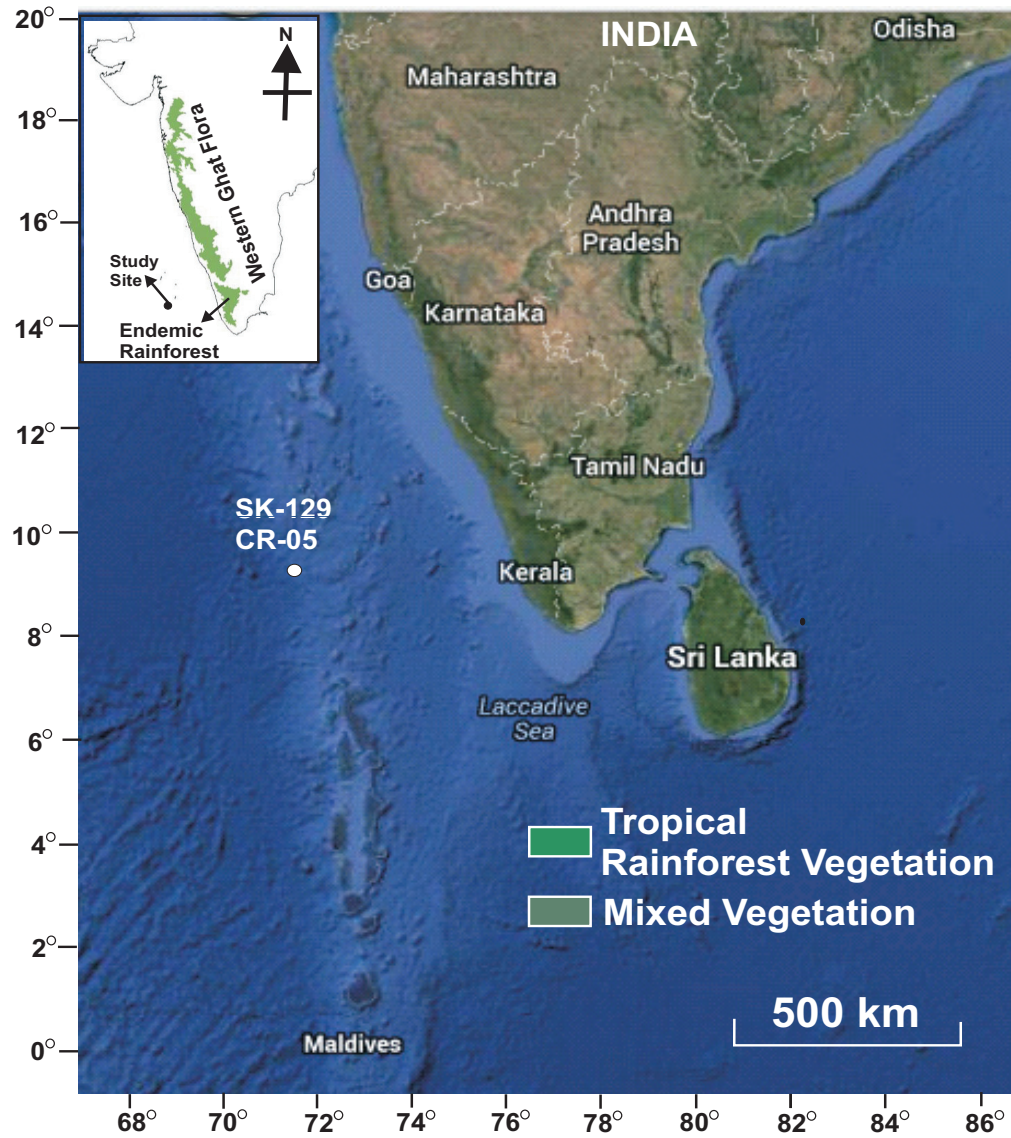 20°
18°
16°
14°
12°
10°
8°
6°
4°
2°
0°
N
Western Ghat Flora
Study
Site
Endemic
Rainforest
INDIA
Odisha
Maharashtra
Andhra
Pradesh
Goa
Karnataka
Tamil Nadu
SK-129
CR-05
Kerala
Sri Lanka
Laccadive
Sea
Tropical
Rainforest Vegetation
Mixed Vegetation
500 km
Maldives
68° 70° 72° 74° 76° 78° 80° 82° 84° 86°